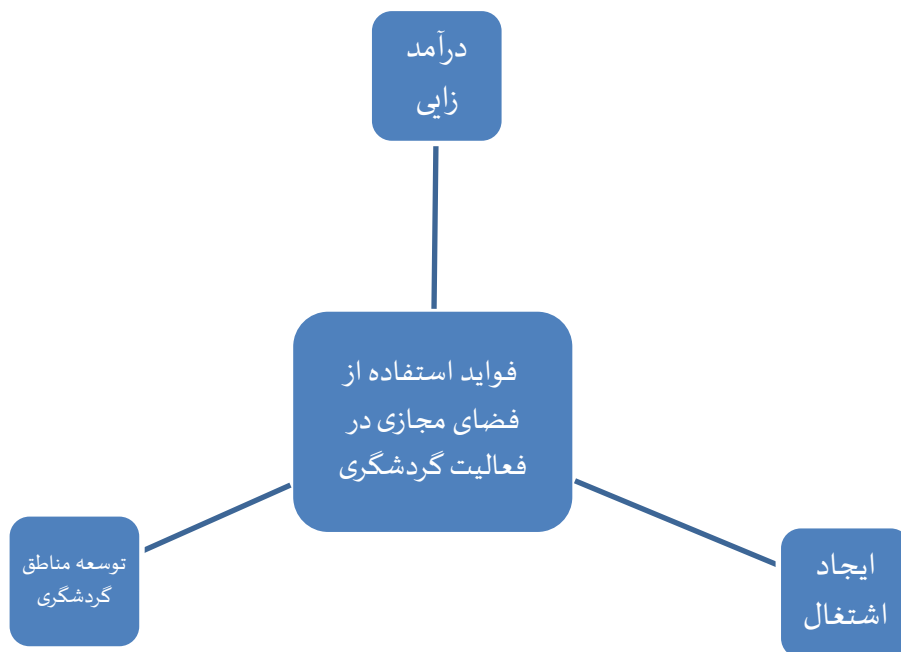 درآمد
زایی
فواید استفاده از
فضای مجازی در
فعالیت گردشگری
توسعه مناطق
گردشگری
ایجاد
اشتغال